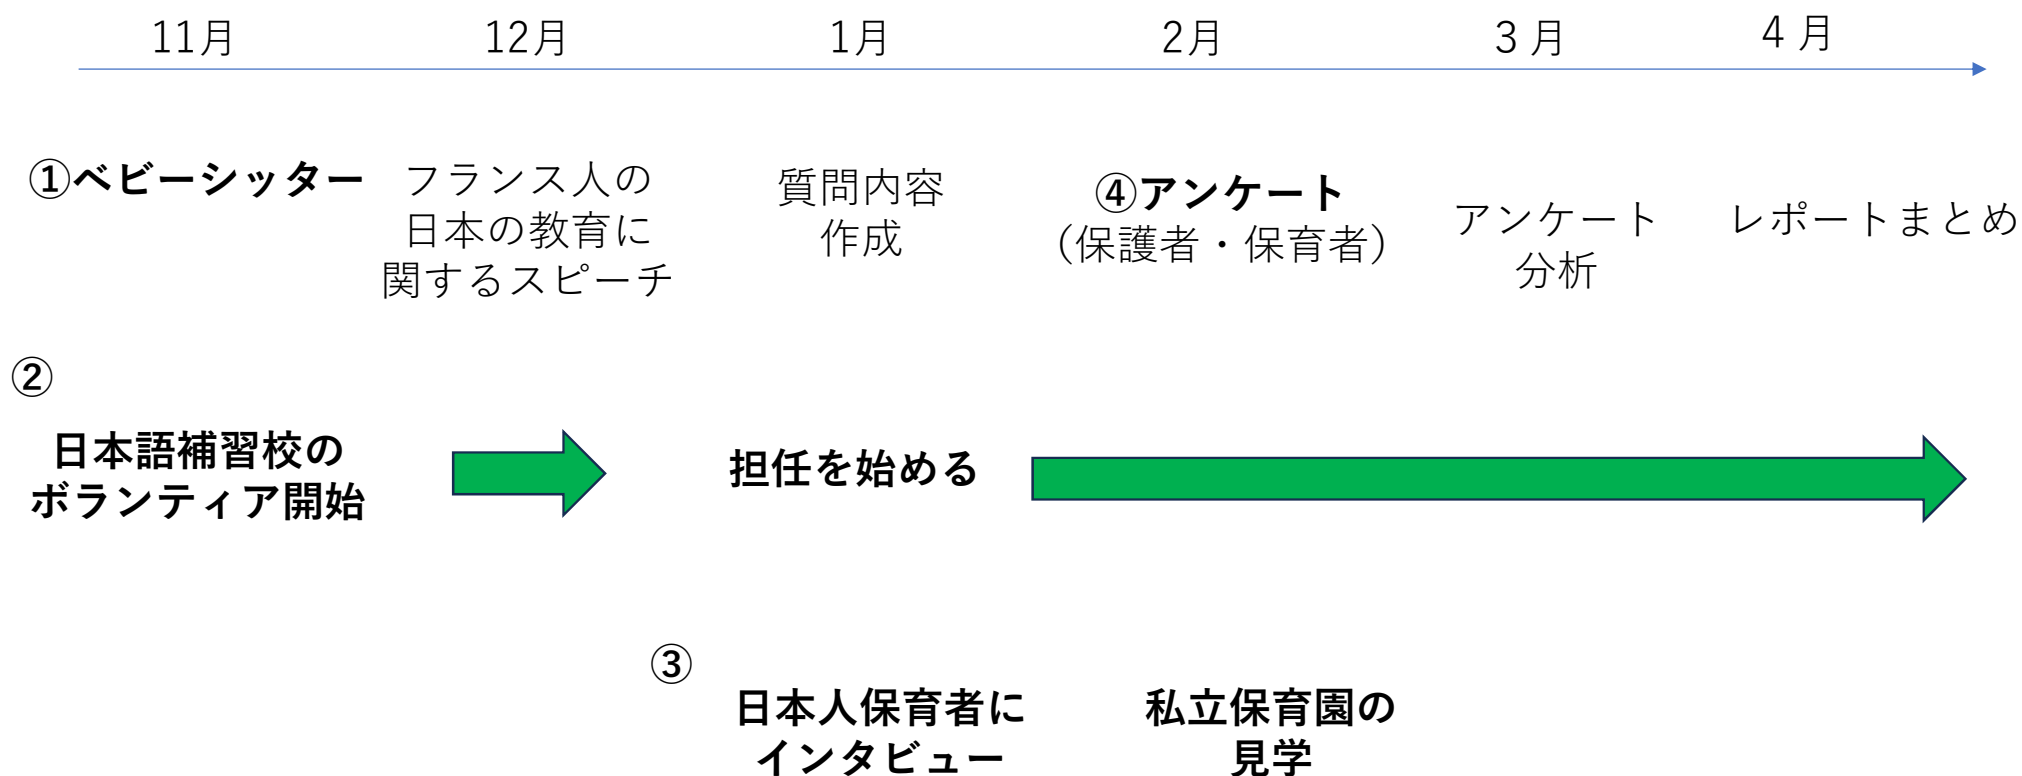 11月
12月
1月
2月
3月
4月
①ベビーシッター
フランス人の
日本の教育に
関するスピーチ
質問内容
作成
④アンケート
(保護者・保育者)
アンケート
分析
レポートまとめ
②
日本語補習校の
ボランティア開始
担任を始める
③
日本人保育者に
インタビュー
私立保育園の
見学